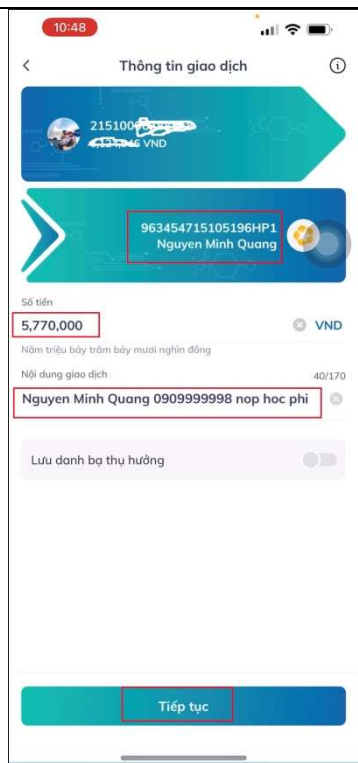 10:48
Thông tin giao dịch
VND
963454715105196HP1
Nguyen Minh Quang
Số tiền
5,770,000 VND
Năm triệu bảy trăm bảy mươi nghìn đồng
Nội dung giao dịch 40/170
Nguyen Minh Quang 0909999998 nop hoc phi
Lưu danh bạ thụ hưởng
Tiếp tục